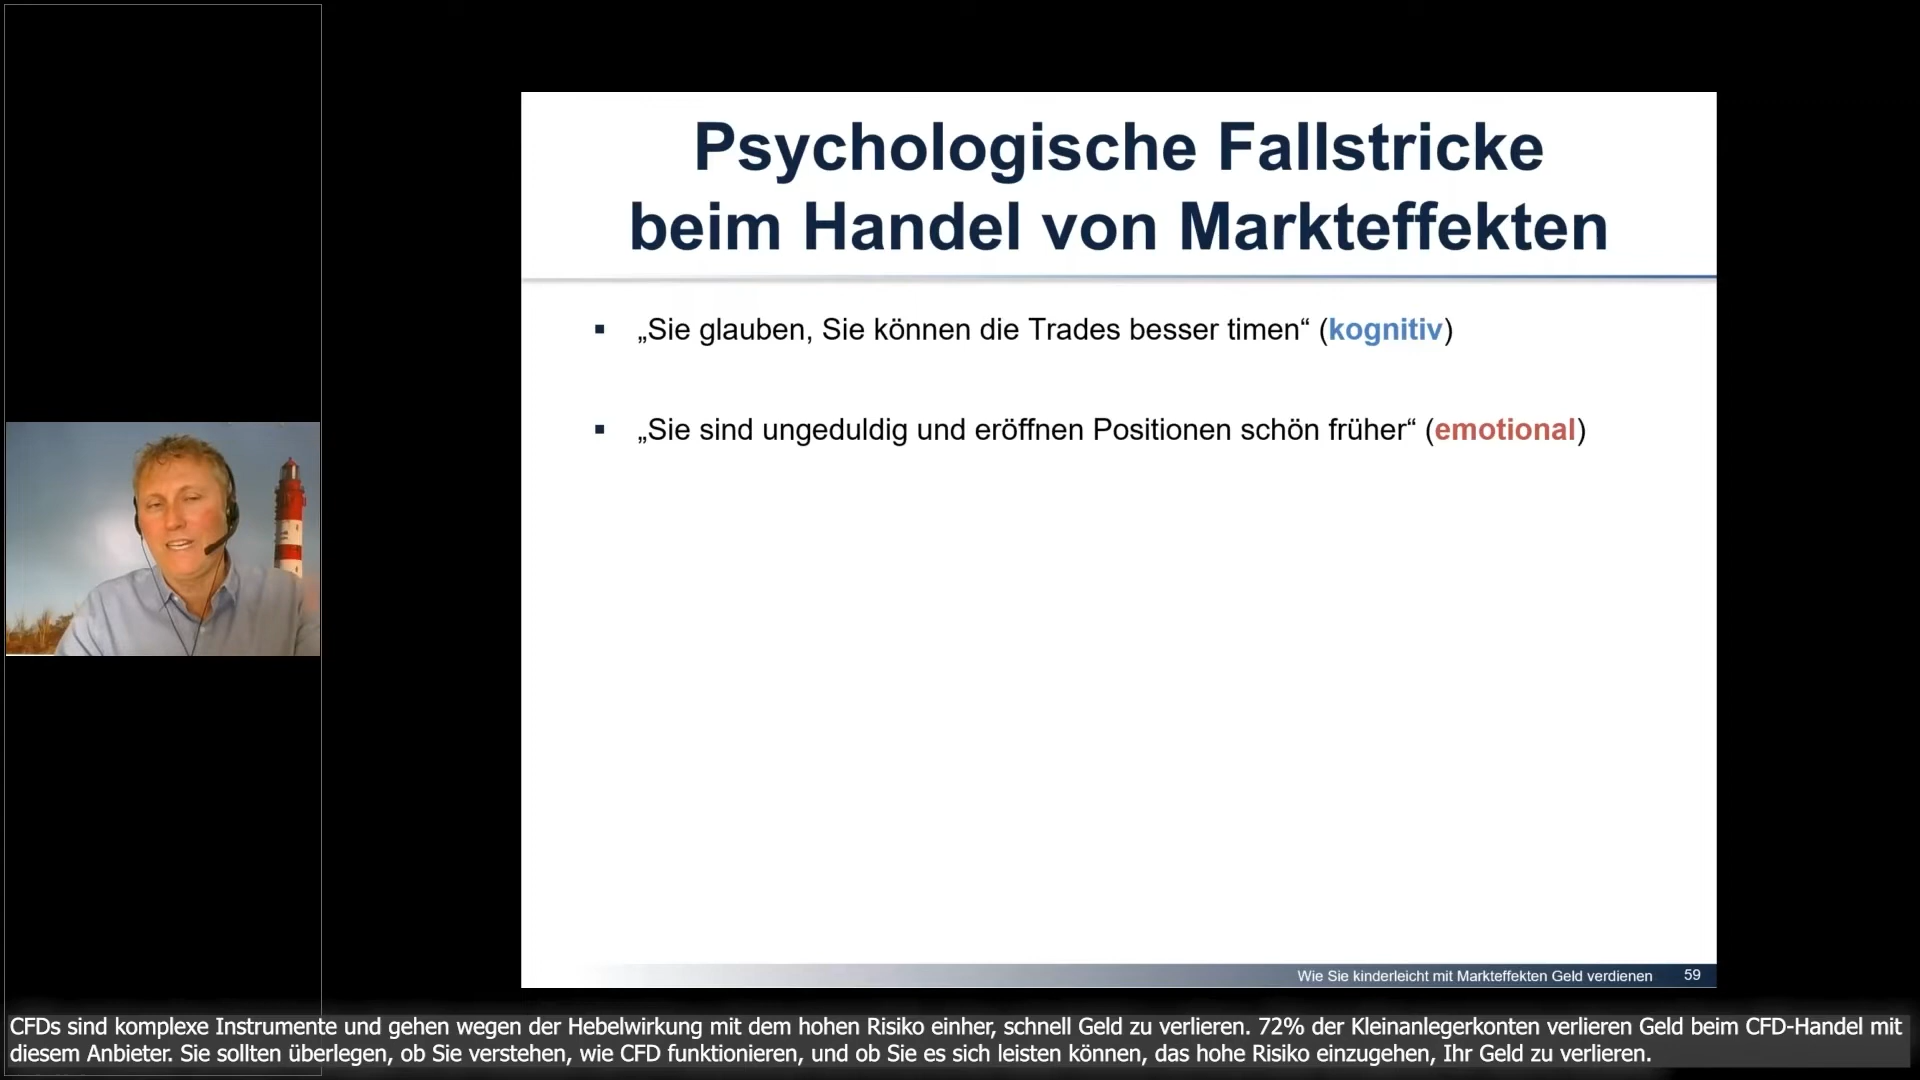 Psychologische Fallstricke
beim Handel von Markteffekten
▪ „Sie glauben, Sie können die Trades besser timen“ (kognitiv)
▪ „Sie sind ungeduldig und eröffnen Positionen schön früher“ (emotional)
Wie Sie kinderleicht mit Markteffekten Geld verdienen 59
CFDs sind komplexe Instrumente und gehen wegen der Hebelwirkung mit dem hohen Risiko einher, schnell Geld zu verlieren. 72% der Kleinanlegerkonten verlieren Geld beim CFD-Handel mit
diesem Anbieter. Sie sollten überlegen, ob Sie verstehen, wie CFD funktionieren, und ob Sie es sich leisten können, das hohe Risiko einzugehen, Ihr Geld zu verlieren.